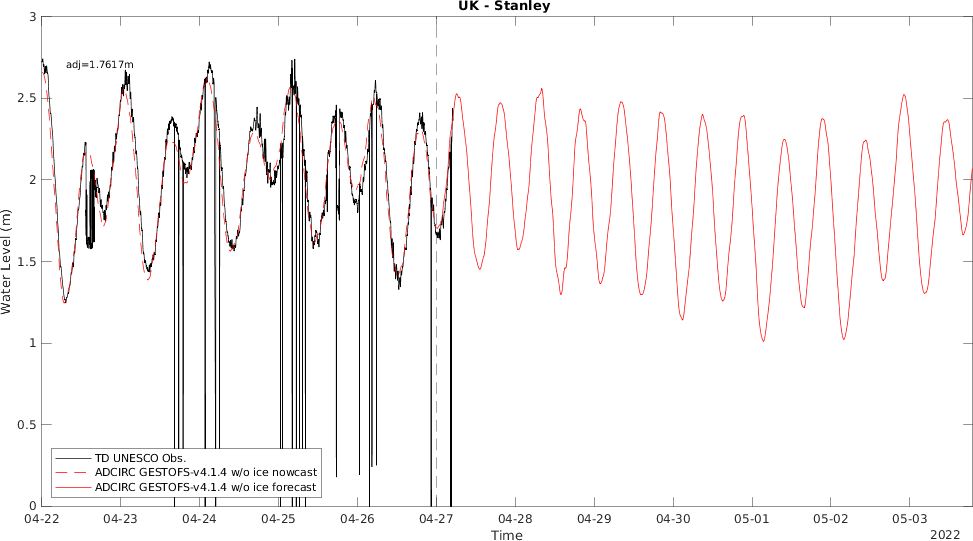 UK - Stanley
adj=1.7617m
3
2.5
2
1.5
1
0.5
0
Water Level (m)
TD UNESCO Obs.
ADCIRC GESTOFS-v4.1.4 w/o ice nowcast
ADCIRC GESTOFS-v4.1.4 w/o ice forecast
04-22 04-23 04-24 04-25 04-26 04-27 04-28 04-29 04-30 05-01 05-02 05-03
Time
2022